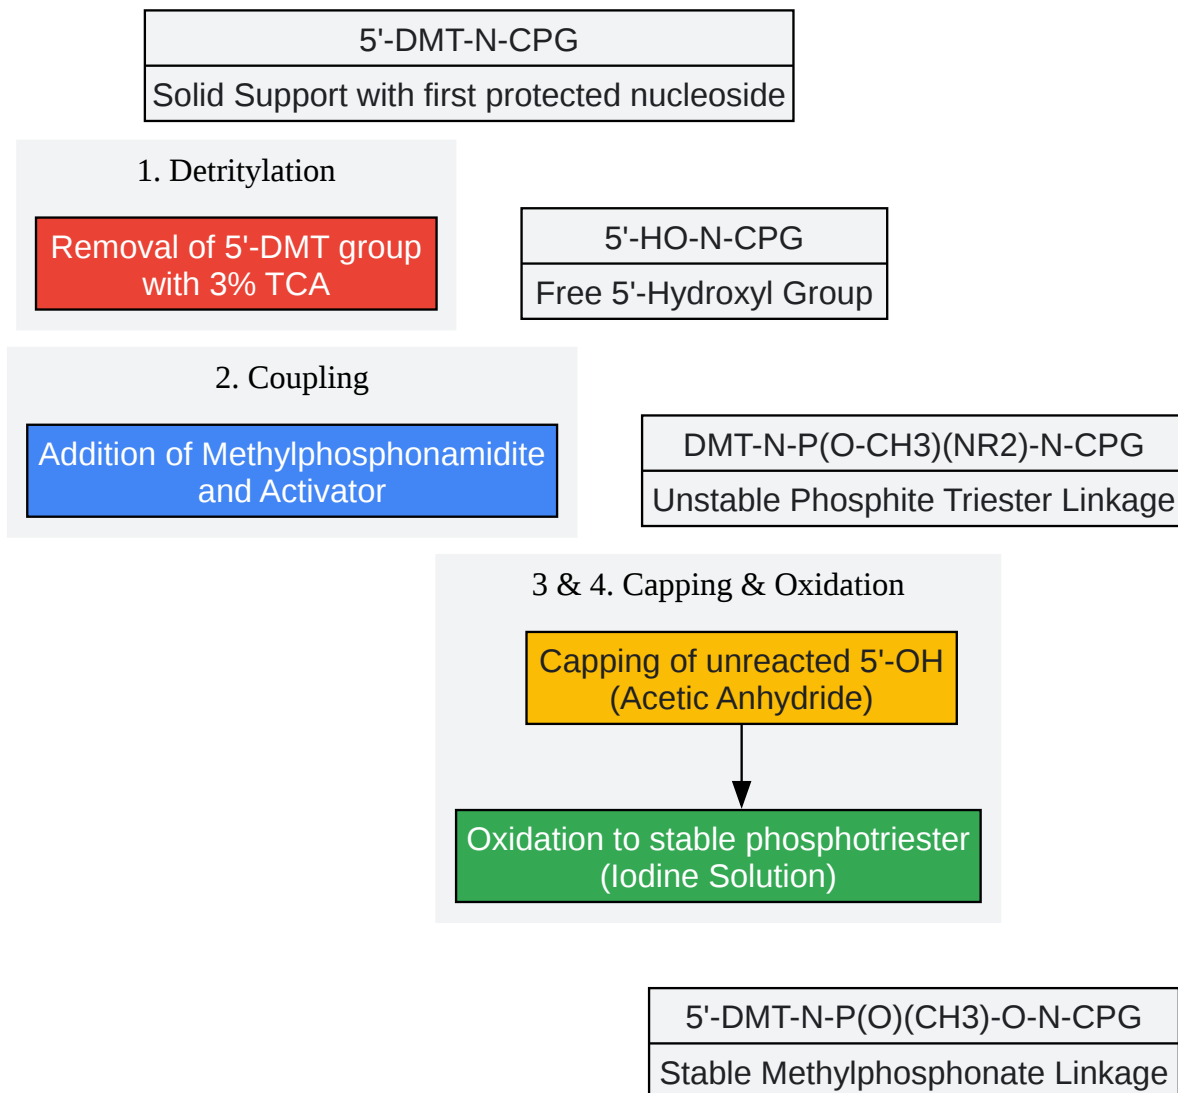 5'-DMT-N-CPG
Solid Support with first protected nucleoside
1. Detritylation
Removal of 5'-DMT group
with 3% TCA
5'-HO-N-CPG
Free 5'-Hydroxyl Group
2. Coupling
Addition of Methylphosphonamidite
and Activator
DMT-N-P(O-CH3)(NR2)-N-CPG
Unstable Phosphite Triester Linkage
3 & 4. Capping & Oxidation
Capping of unreacted 5'-OH
(Acetic Anhydride)
Oxidation to stable phosphotriester
(Iodine Solution)
5'-DMT-N-P(O)(CH3)-O-N-CPG
Stable Methylphosphonate Linkage